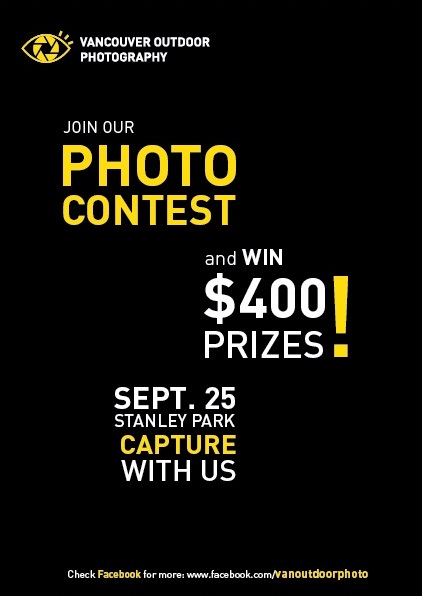 VANCOUVER OUTDOOR
PHOTOGRAPHY
JOIN OUR
PHOTO
CONTEST
and WIN
$400
PRIZES!
SEPT. 25
STANLEY PARK
CAPTURE
WITH US
Check Facebook for more: www.facebook.com/vanoutdoorphoto